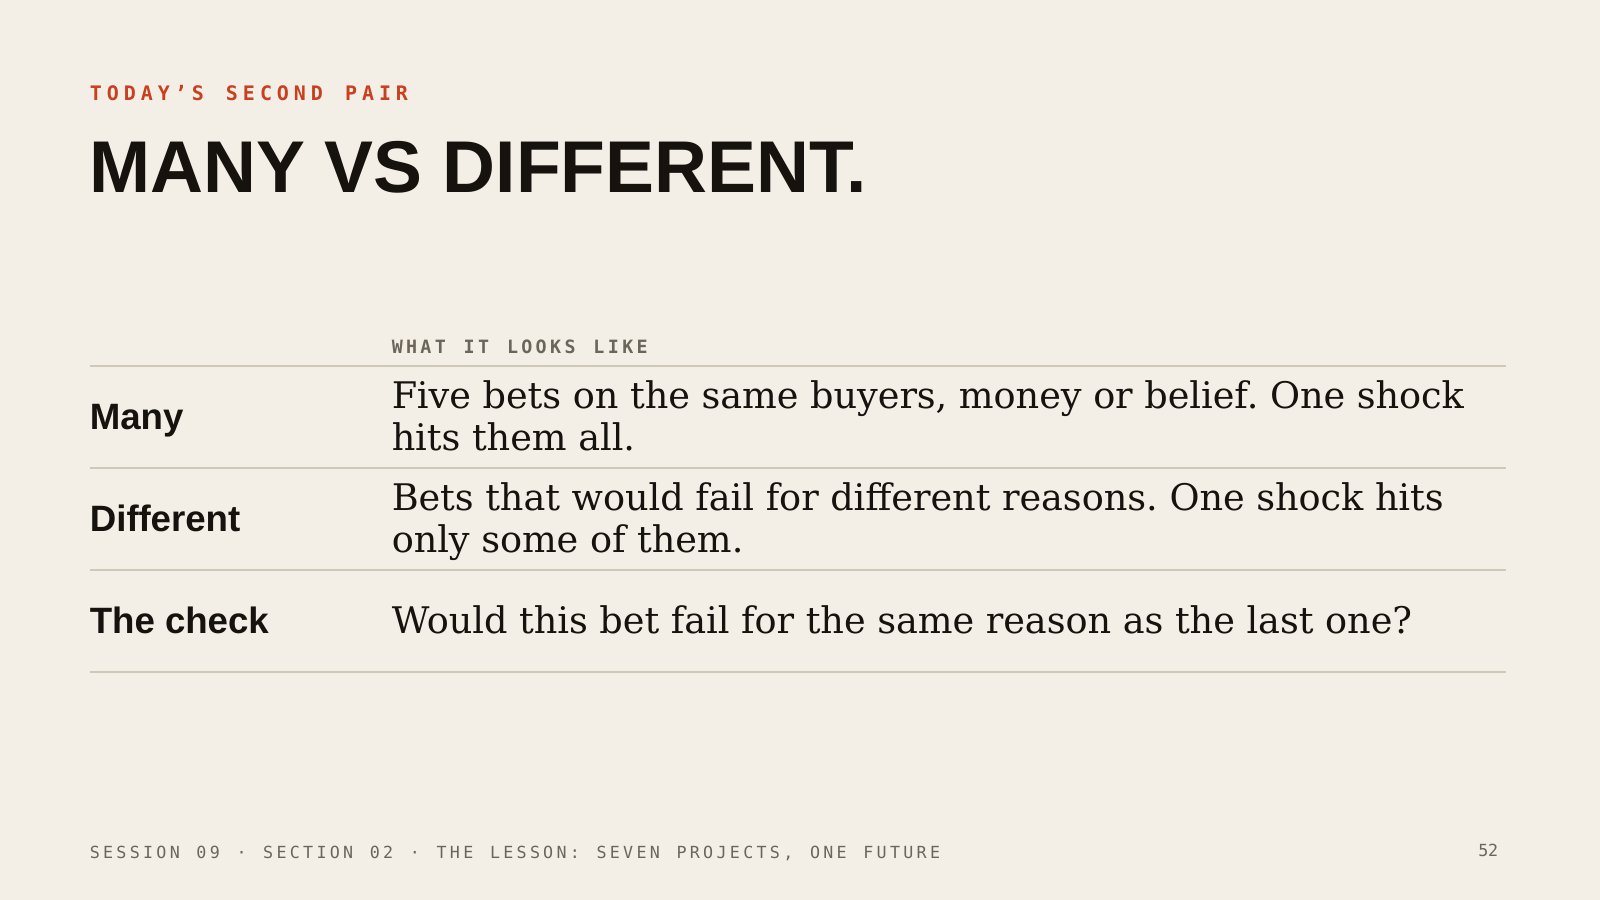 TODAY’S SECOND PAIR
MANY VS DIFFERENT.
WHAT IT LOOKS LIKE
Many
Five bets on the same buyers, money or belief. One shock
hits them all.
Different
Bets that would fail for different reasons. One shock hits
only some of them.
The check
Would this bet fail for the same reason as the last one?
SESSION 09 · SECTION 02 · THE LESSON: SEVEN PROJECTS, ONE FUTURE
52